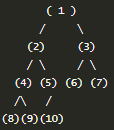 ( 1 )
/ \
(2) (3)
/ \ / \
(4) (5) (6) (7)
/\ /
(8)(9)(10)